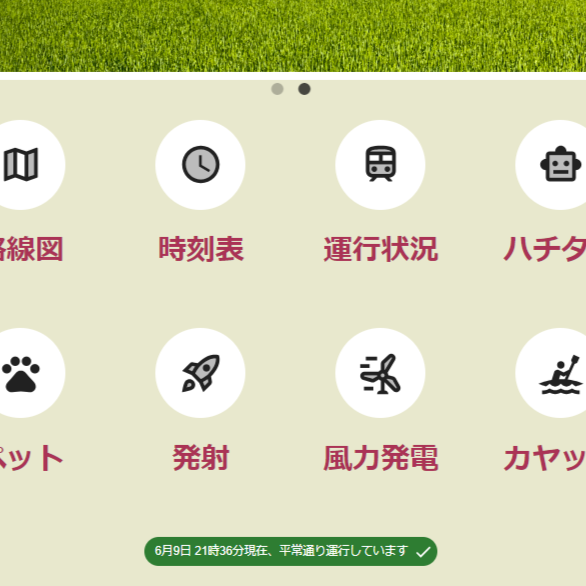 路線図 時刻表 運行状況 ハチタ
ペット 発射 風力発電 カヤッ
6月9日 21時36分現在、平常通り運行しています